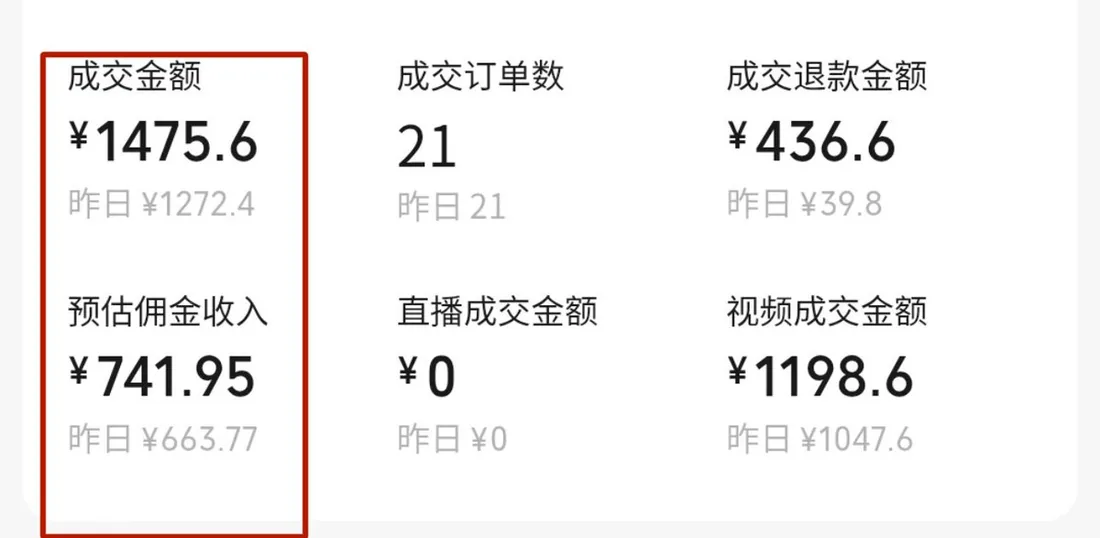 成交金额 成交订单数 成交退款金额
¥1475.6 21 ¥436.6
昨日 ¥1272.4 昨日 21 昨日 ¥39.8
预估佣金收入 直播成交金额 视频成交金额
¥741.95 ¥0 ¥1198.6
昨日 ¥663.77 昨日 ¥0 昨日 ¥1047.6